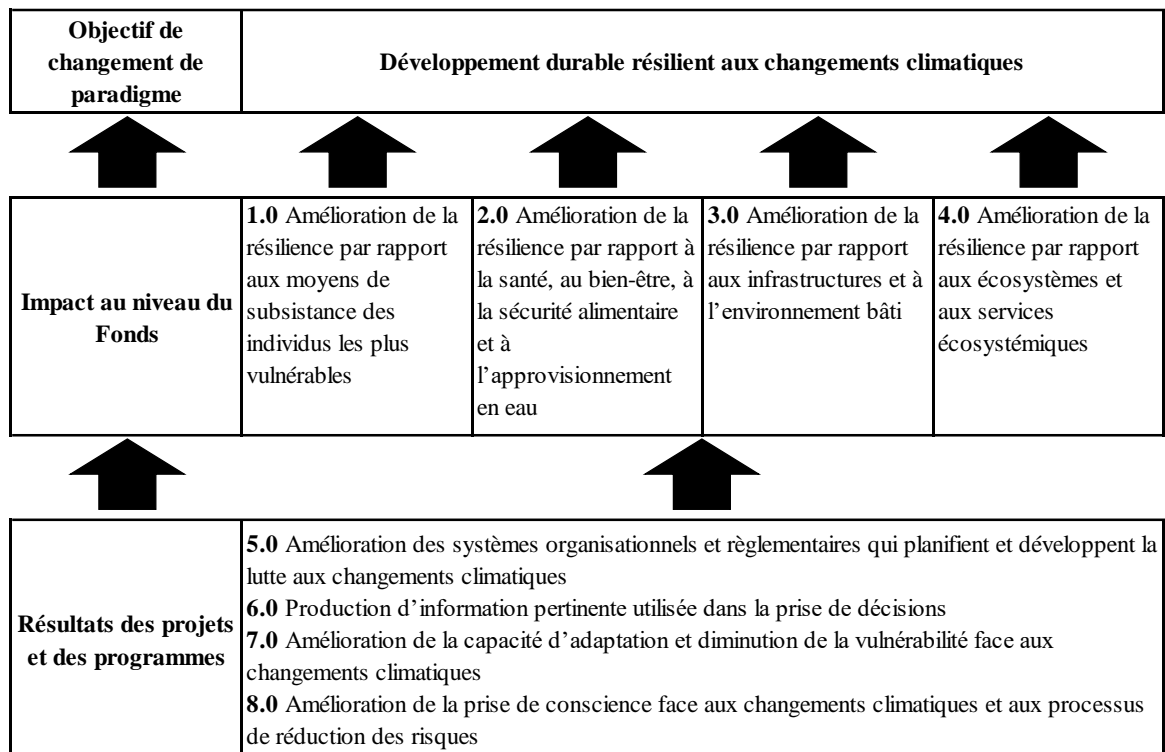 Objectif de
changement de
paradigme
Développement durable résilient aux changements climatiques
Impact au niveau du
Fonds
1.0 Amélioration de la
résilience par rapport
aux moyens de
subsistance des
individus les plus
vulnérables
2.0 Amélioration de la
résilience par rapport à
la santé, au bien-être, à
la sécurité alimentaire
et à
l’approvisionnement
en eau
3.0 Amélioration de la
résilience par rapport
aux infrastructures et à
l’environnement bâti
4.0 Amélioration de la
résilience par rapport
aux écosystèmes et
aux services
écosystémiques
Résultats des projets
et des programmes
5.0 Amélioration des systèmes organisationnels et règlementaires qui planifient et développent la
lutte aux changements climatiques
6.0 Production d’information pertinente utilisée dans la prise de décisions
7.0 Amélioration de la capacité d’adaptation et diminution de la vulnérabilité face aux
changements climatiques
8.0 Amélioration de la prise de conscience face aux changements climatiques et aux processus
de réduction des risques